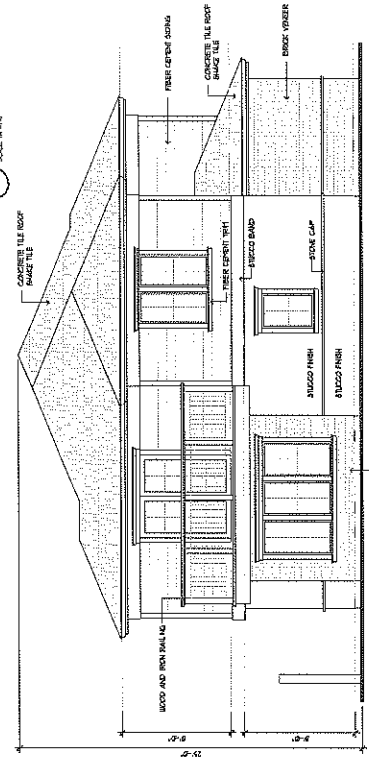 CONCRETE TILE ROOF
SHAKE TILE
FIBER CEMENT SIDING
CONCRETE TILE ROOF
SHAKE TILE
BRICK VENEER
FIBER CEMENT TRIM
STUCCO BAND
STONE CAP
STUCCO FINISH
STUCCO FINISH
WOOD AND IRON RAILING